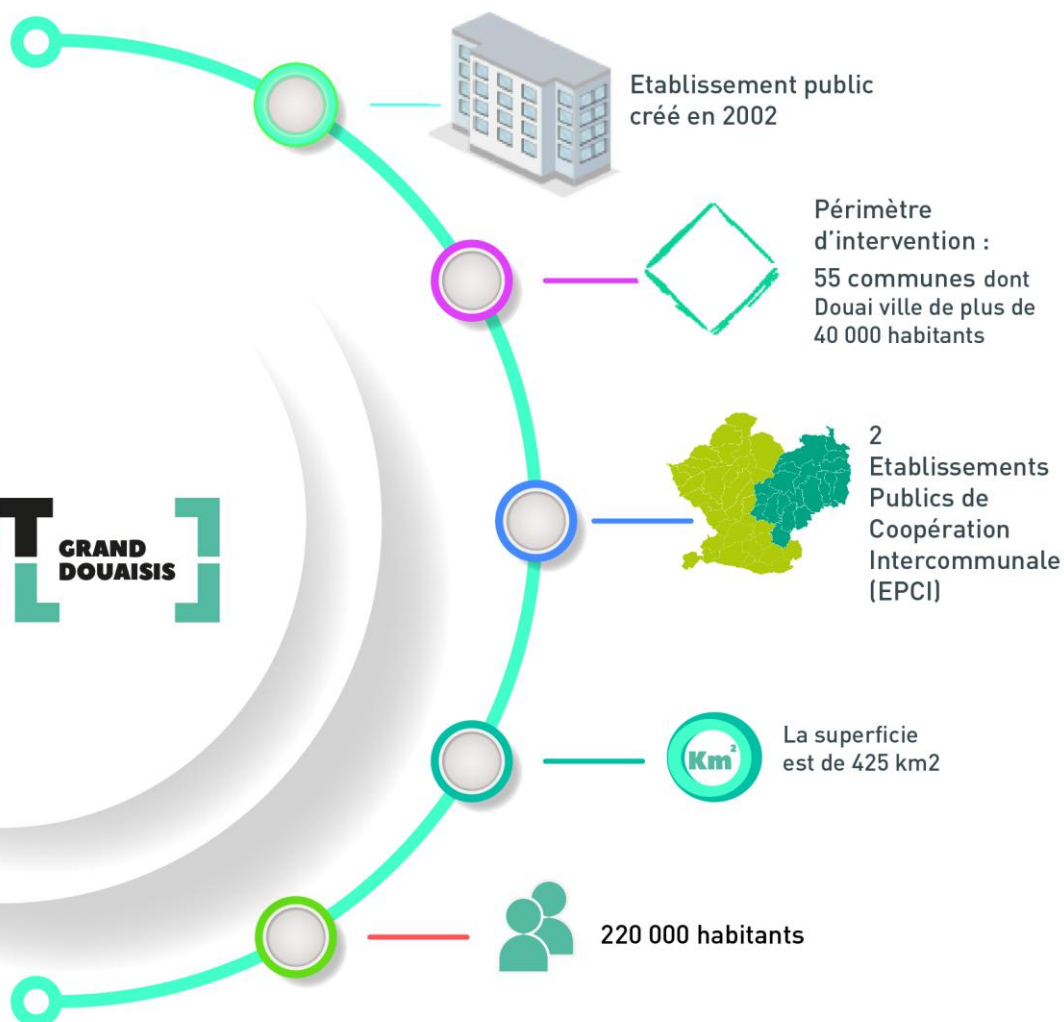 Etablissement public
créé en 2002
Périmètre
d'intervention :
55 communes dont
Douai ville de plus de
40 000 habitants
T GRAND
DOUAISIS
2
Etablissements
Publics de
Coopération
Intercommunale
(EPCI)
Km²
La superficie
est de 425 km2
220 000 habitants